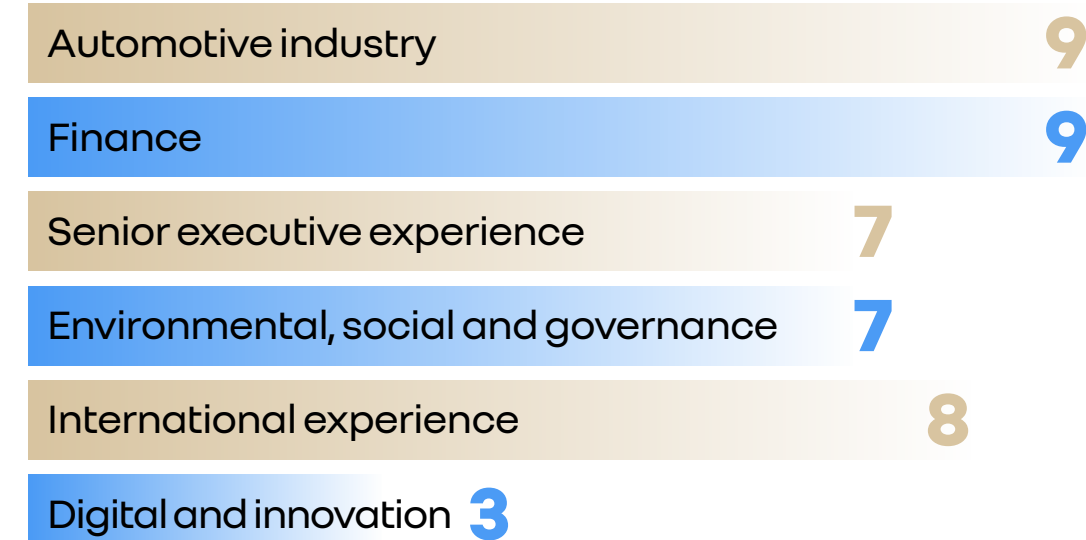 Automotive industry 9
Finance 9
Senior executive experience 7
Environmental, social and governance 7
International experience 8
Digital and innovation 3